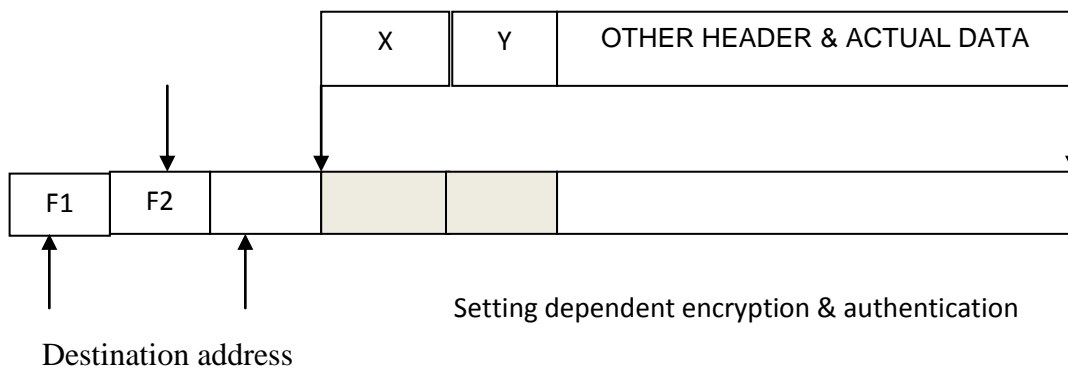 X Y OTHER HEADER & ACTUAL DATA
F1 F2
Setting dependent encryption & authentication
Destination address